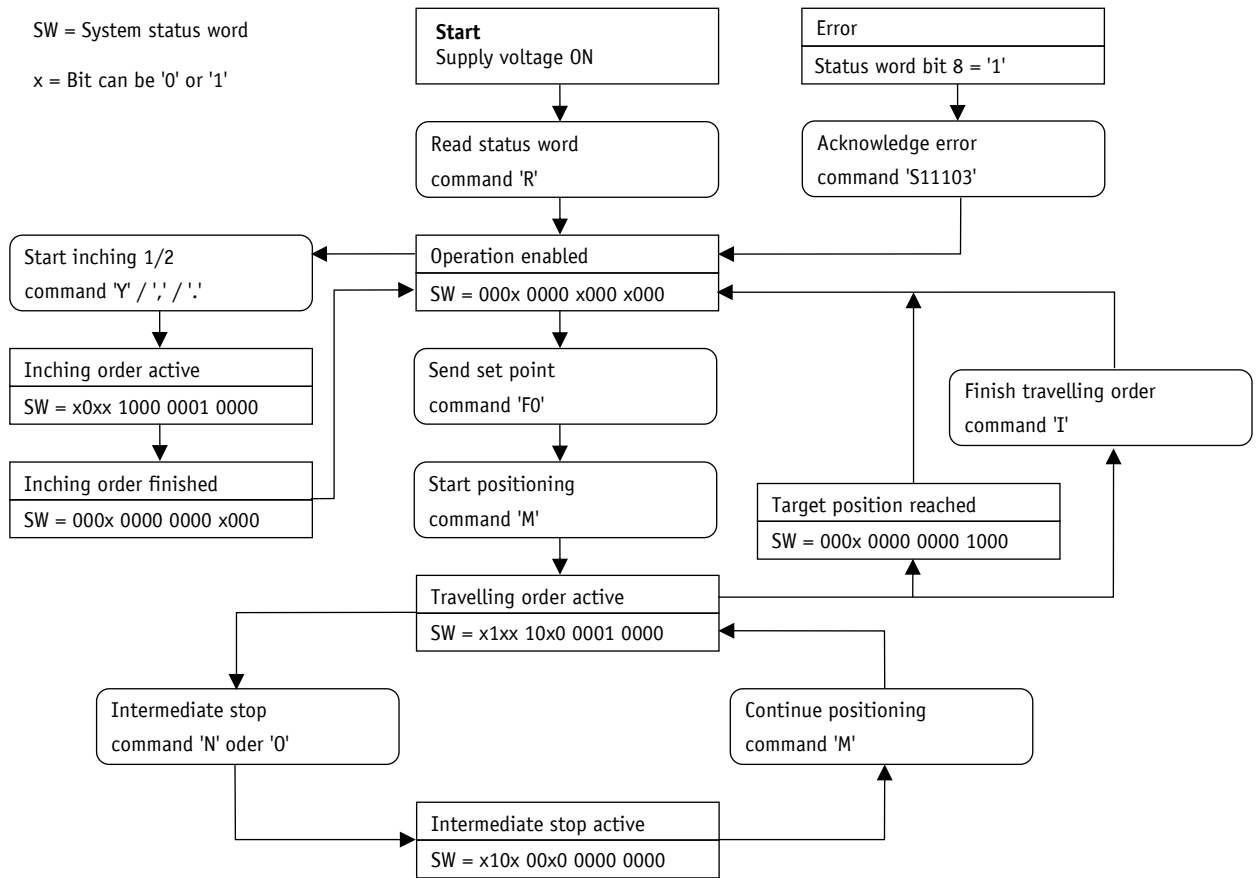 SW = System status word
x = Bit can be '0' or '1'
Start
Supply voltage ON
Error
Status word bit 8 = '1'
Read status word
command 'R'
Acknowledge error
command 'S11103'
Start inching 1/2
command 'Y' / ',' / '.'
Operation enabled
SW = 000x 0000 x000 x000
Inching order active
SW = x0xx 1000 0001 0000
Send set point
command 'F0'
Finish travelling order
command 'I'
Inching order finished
SW = 000x 0000 0000 x000
Start positioning
command 'M'
Target position reached
SW = 000x 0000 0000 1000
Travelling order active
SW = x1xx 10x0 0001 0000
Intermediate stop
command 'N' oder 'O'
Continue positioning
command 'M'
Intermediate stop active
SW = x10x 00x0 0000 0000